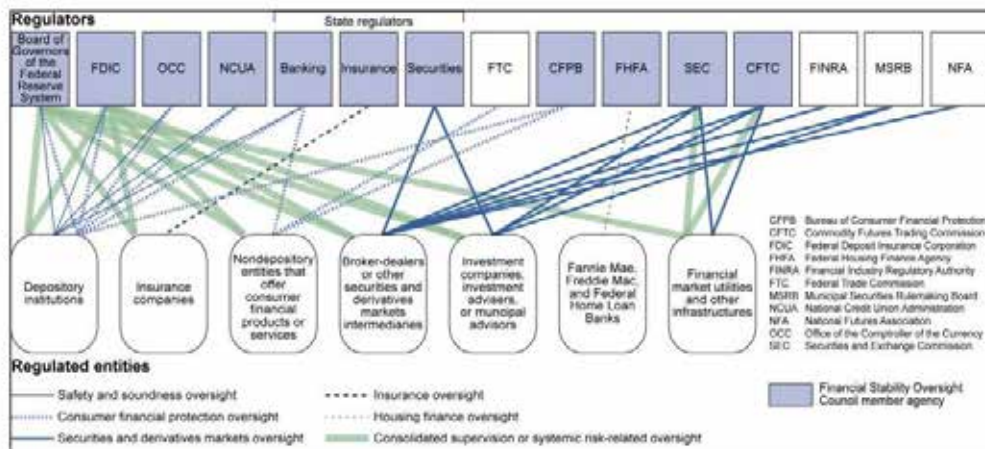 State regulators
Regulators
Board of
Governors
of the
Federal
Reserve
System
FDIC
OCC
NCUA
Banking
Insurance
Securities
FTC
CFPB
FHFA
SEC
CFTC
FINRA
MSRB
NFA
Depository
institutions
Insurance
companies
Nondepository
entities that
offer
consumer
financial
products or
services
Broker-dealers
or other
securities and
derivatives
markets
intermediaries
Investment
companies,
investment
advisers,
or municipal
advisors
Fannie Mae,
Freddie Mac,
and Federal
Home Loan
Banks
Financial
market utilities
and other
infrastructures
CFPB Bureau of Consumer Financial Protection
CFTC Commodity Futures Trading Commission
FDIC Federal Deposit Insurance Corporation
FHFA Federal Housing Finance Agency
FINRA Financial Industry Regulatory Authority
FTC Federal Trade Commission
MSRB Municipal Securities Rulemaking Board
NCUA National Credit Union Administration
NFA National Futures Association
OCC Office of the Comptroller of the Currency
SEC Securities and Exchange Commission
Regulated entities
Safety and soundness oversight
Consumer financial protection oversight
Securities and derivatives markets oversight
Insurance oversight
Housing finance oversight
Consolidated supervision or systemic risk-related oversight
Financial Stability Oversight
Council member agency